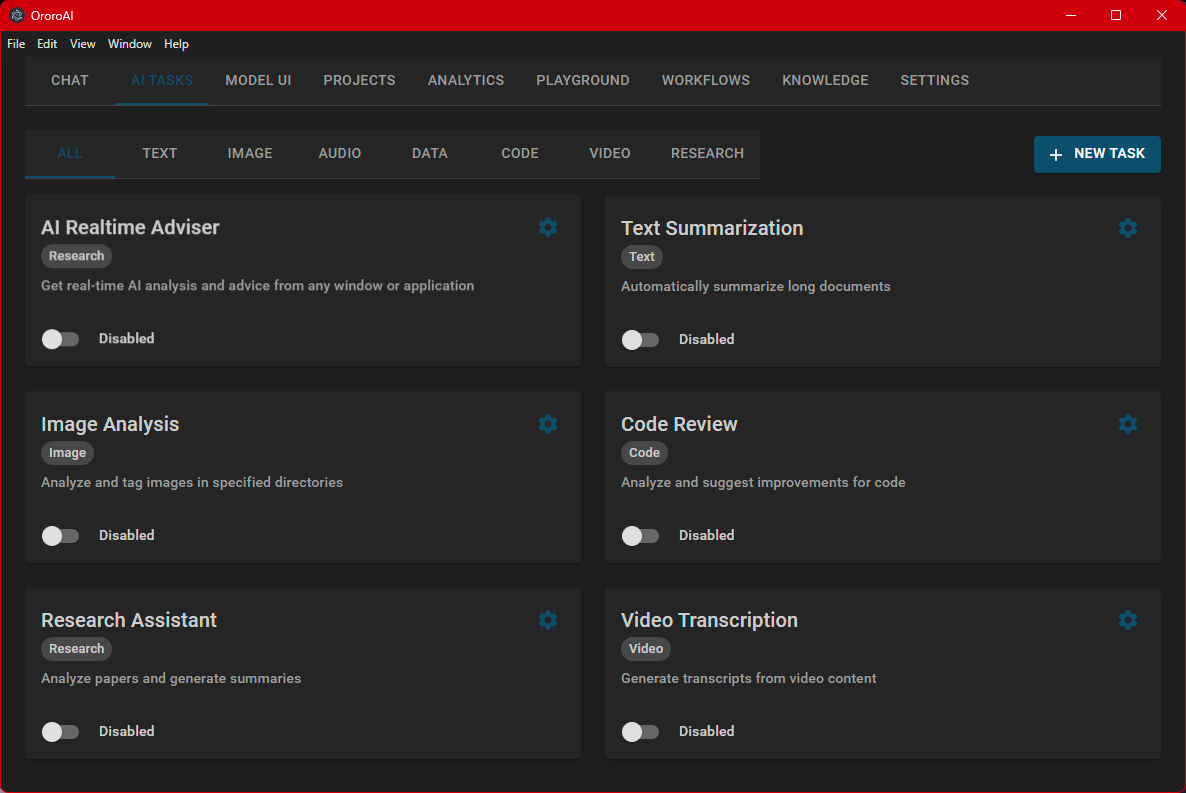 OroroAI
File Edit View Window Help
CHAT AI TASKS MODEL UI PROJECTS ANALYTICS PLAYGROUND WORKFLOWS KNOWLEDGE SETTINGS
ALL TEXT IMAGE AUDIO DATA CODE VIDEO RESEARCH
+ NEW TASK
AI Realtime Adviser
Research
Get real-time AI analysis and advice from any window or application
Disabled
Text Summarization
Text
Automatically summarize long documents
Disabled
Image Analysis
Image
Analyze and tag images in specified directories
Disabled
Code Review
Code
Analyze and suggest improvements for code
Disabled
Research Assistant
Research
Analyze papers and generate summaries
Disabled
Video Transcription
Video
Generate transcripts from video content
Disabled